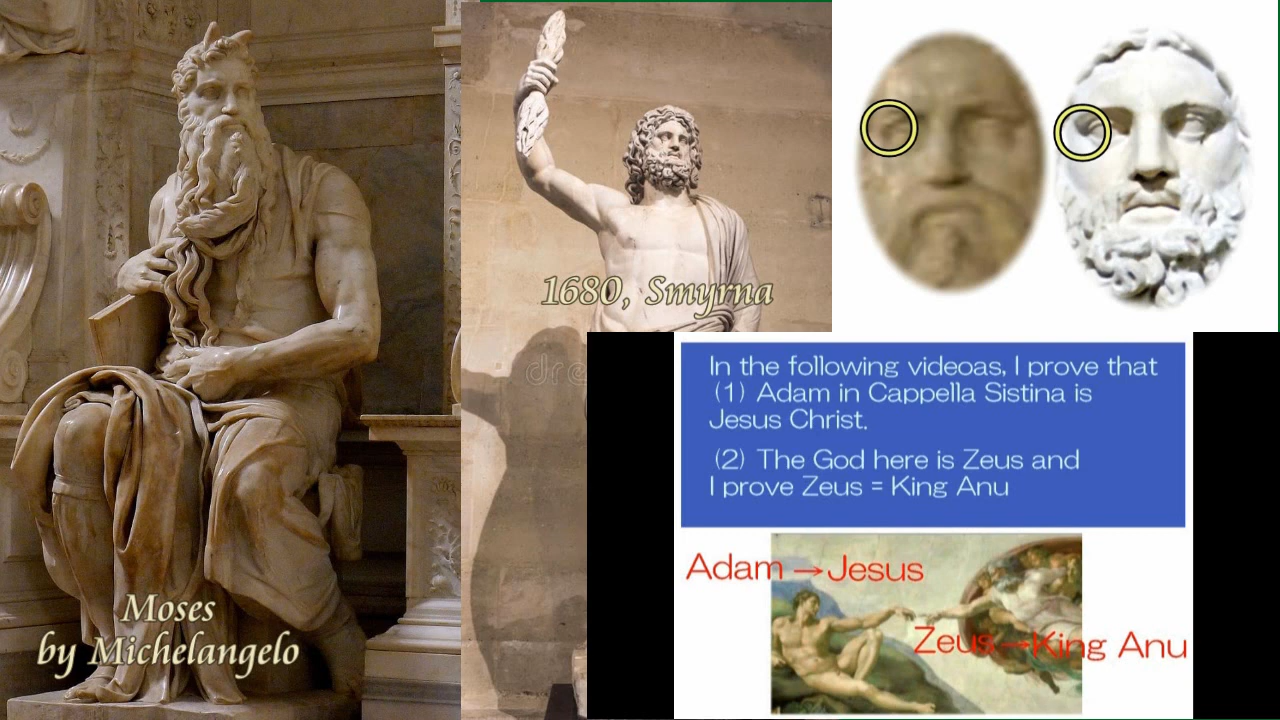 Moses
by Michelangelo
1680, Smyrna
dre
In the following videoas, I prove that
(1) Adam in Cappella Sistina is
Jesus Christ.
(2) The God here is Zeus and
I prove Zeus = King Anu
Adam→Jesus
Zeus→King Anu